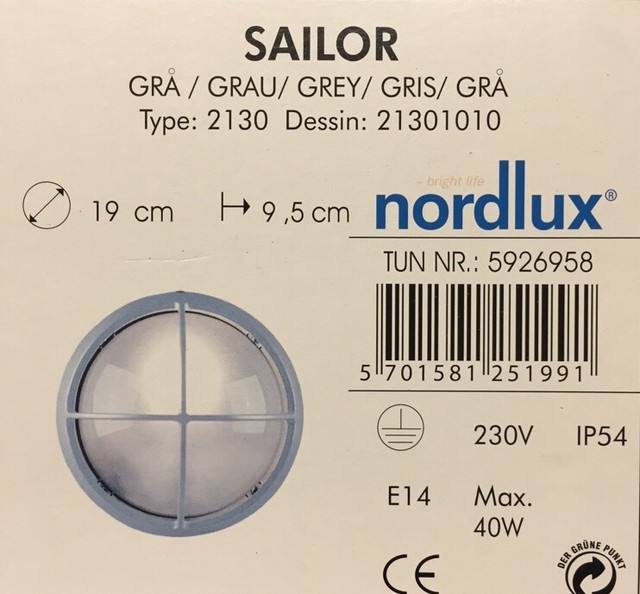 SAILOR
GRÅ / GRAU/ GREY/ GRIS/ GRÅ
Type: 2130 Dessin: 21301010
19 cm
9,5 cm
– bright life
nordlux®
TUN NR.: 5926958
5 701581 251991
230V IP54
E14 Max.
40W
CE
DER GRÜNE PUNKT